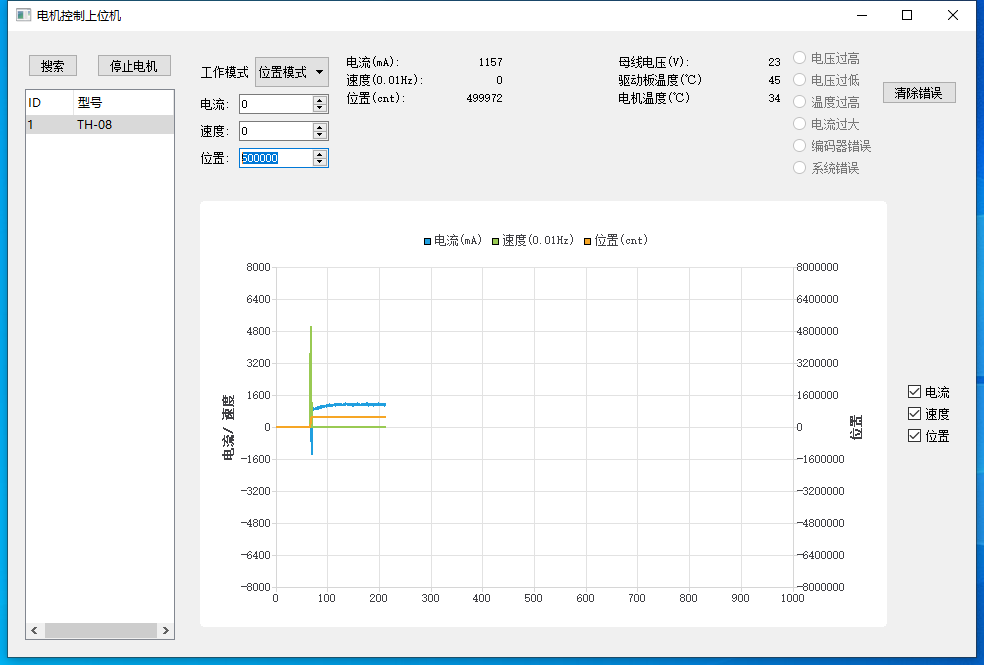 电机控制上位机
搜索
停止电机
ID 型号
1 TH-08
工作模式 位置模式
电流: 0
速度: 0
位置: 500000
电流(mA): 1157
速度(0.01Hz): 0
位置(cnt): 499972
母线电压(V): 23
驱动板温度(℃) 45
电机温度(℃) 34
电压过高
电压过低
温度过高
电流过大
编码器错误
系统错误
清除错误
电流(mA) 速度(0.01Hz) 位置(cnt)
8000
6400
4800
3200
1600
0
-1600
-3200
-4800
-6400
-8000
电流/ 速度
8000000
6400000
4800000
3200000
1600000
0
-1600000
-3200000
-4800000
-6400000
-8000000
位置
0 100 200 300 400 500 600 700 800 900 1000
电流
速度
位置